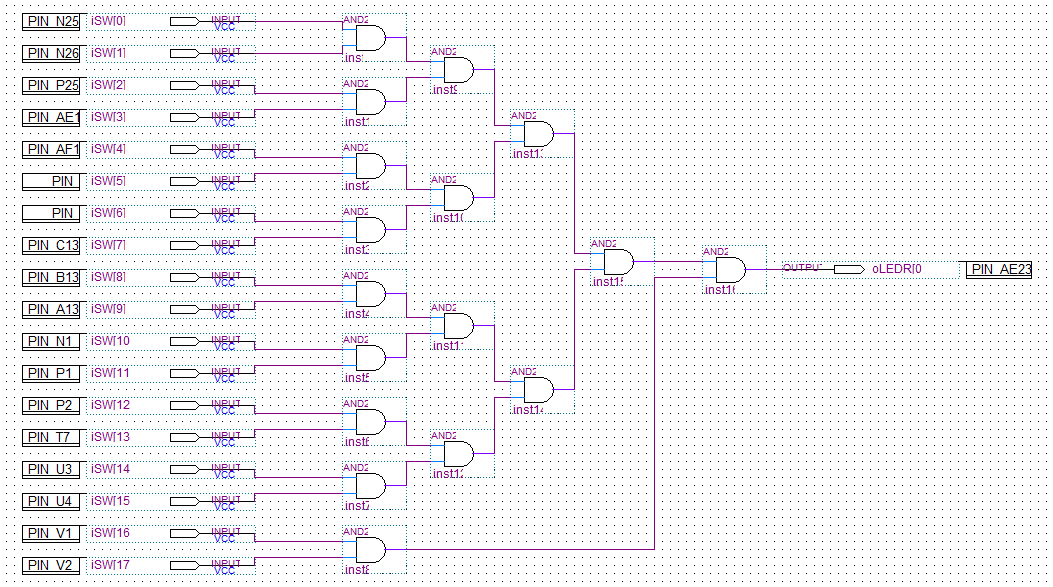 PIN_N25 iSW[0] INPUT VCC AND2
PIN_N26 iSW[1] INPUT VCC inst AND2
PIN_P25 iSW[2] INPUT VCC AND2 inst9
PIN_AE1 iSW[3] INPUT VCC inst1 AND2
PIN_AF1 iSW[4] INPUT VCC AND2 inst1
PIN iSW[5] INPUT VCC inst2 AND2
PIN iSW[6] INPUT VCC AND2 inst10
PIN_C13 iSW[7] INPUT VCC inst3 AND2 AND2
PIN_B13 iSW[8] INPUT VCC AND2 inst15 inst16 OUTPUT oLEDR[0 PIN_AE23
PIN_A13 iSW[9] INPUT VCC inst4 AND2
PIN_N1 iSW[10 INPUT VCC AND2 inst1
PIN_P1 iSW[11 INPUT VCC inst5 AND2
PIN_P2 iSW[12 INPUT VCC AND2 inst14
PIN_T7 iSW[13 INPUT VCC inst6 AND2
PIN_U3 iSW[14 INPUT VCC AND2 inst12
PIN_U4 iSW[15 INPUT VCC inst7
PIN_V1 iSW[16 INPUT VCC AND2
PIN_V2 iSW[17 INPUT VCC inst8